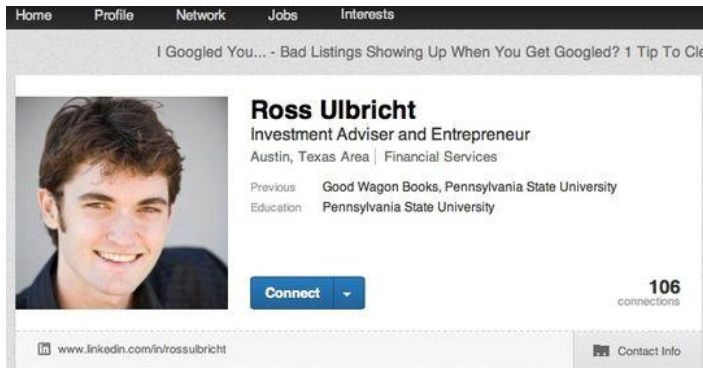 Home Profile Network Jobs Interests
I Googled You... - Bad Listings Showing Up When You Get Googled? 1 Tip To Cle
Ross Ulbricht
Investment Adviser and Entrepreneur
Austin, Texas Area | Financial Services
Previous Good Wagon Books, Pennsylvania State University
Education Pennsylvania State University
Connect
106
connections
in www.linkedin.com/in/rossulbricht
Contact Info